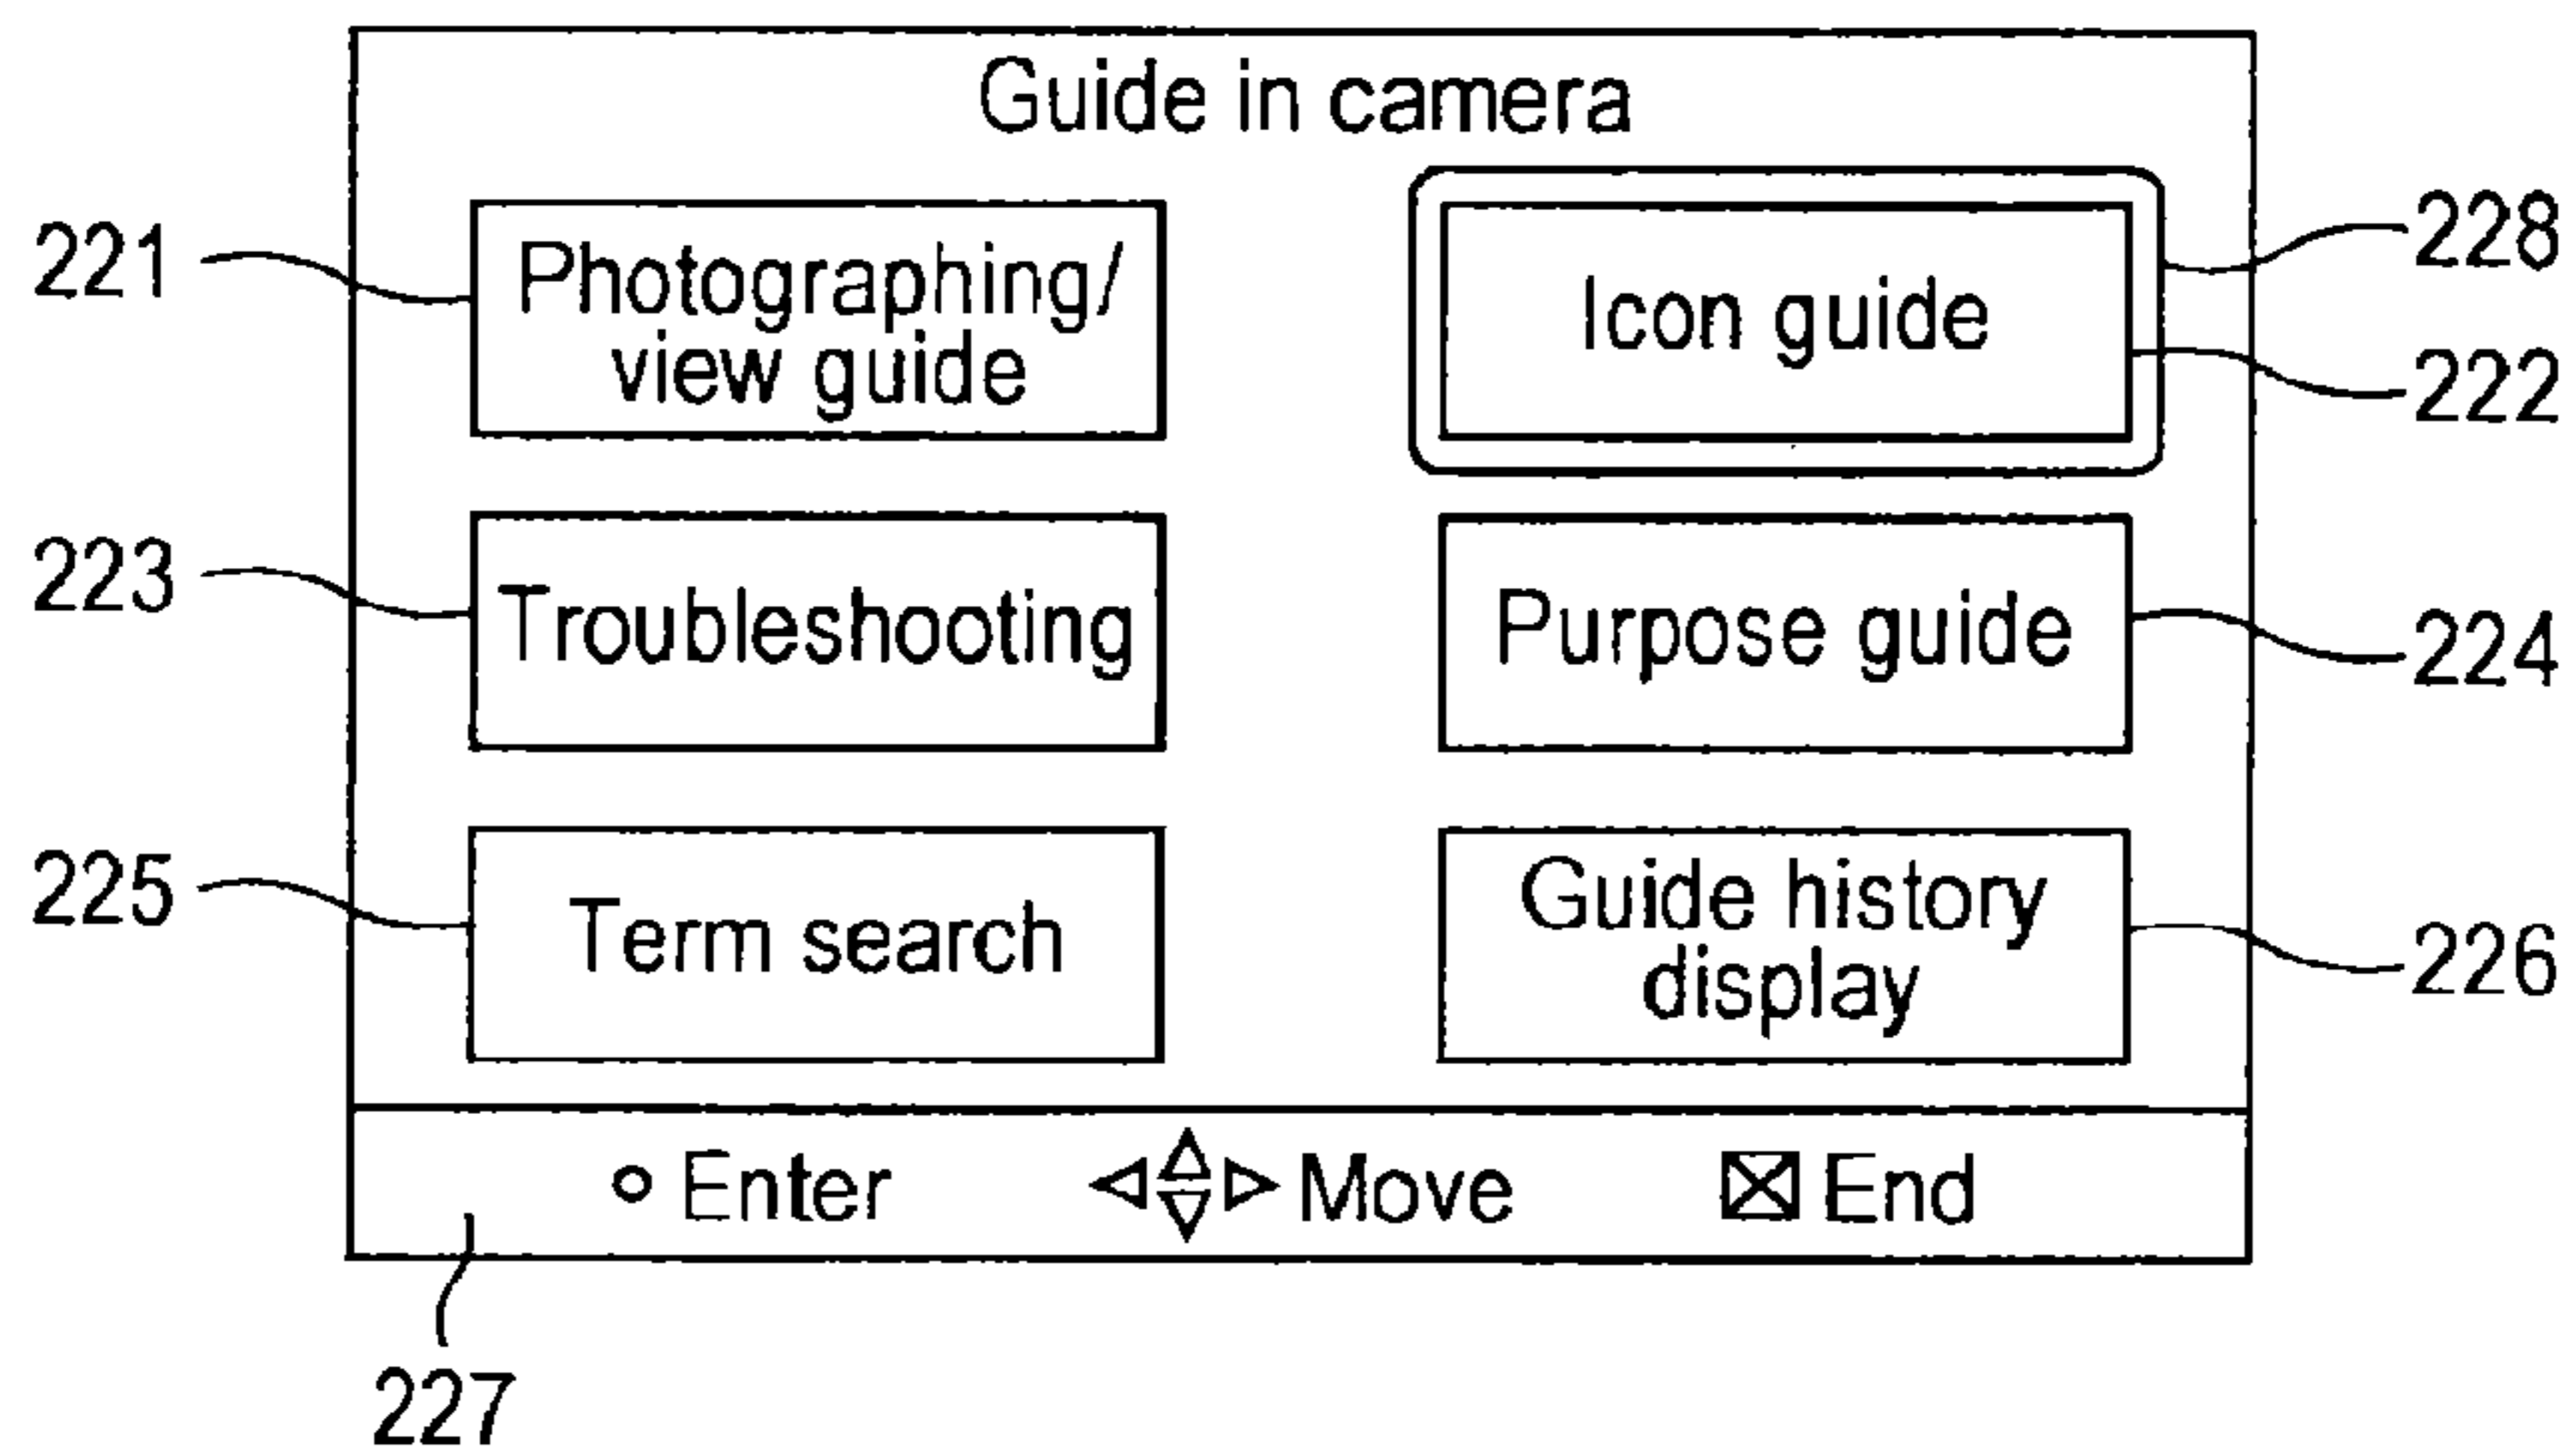 Guide in camera
221
Photographing/
view guide
Icon guide
228
222
223
Troubleshooting
Purpose guide
224
225
Term search
Guide history
display
226
Enter
Move
End
227